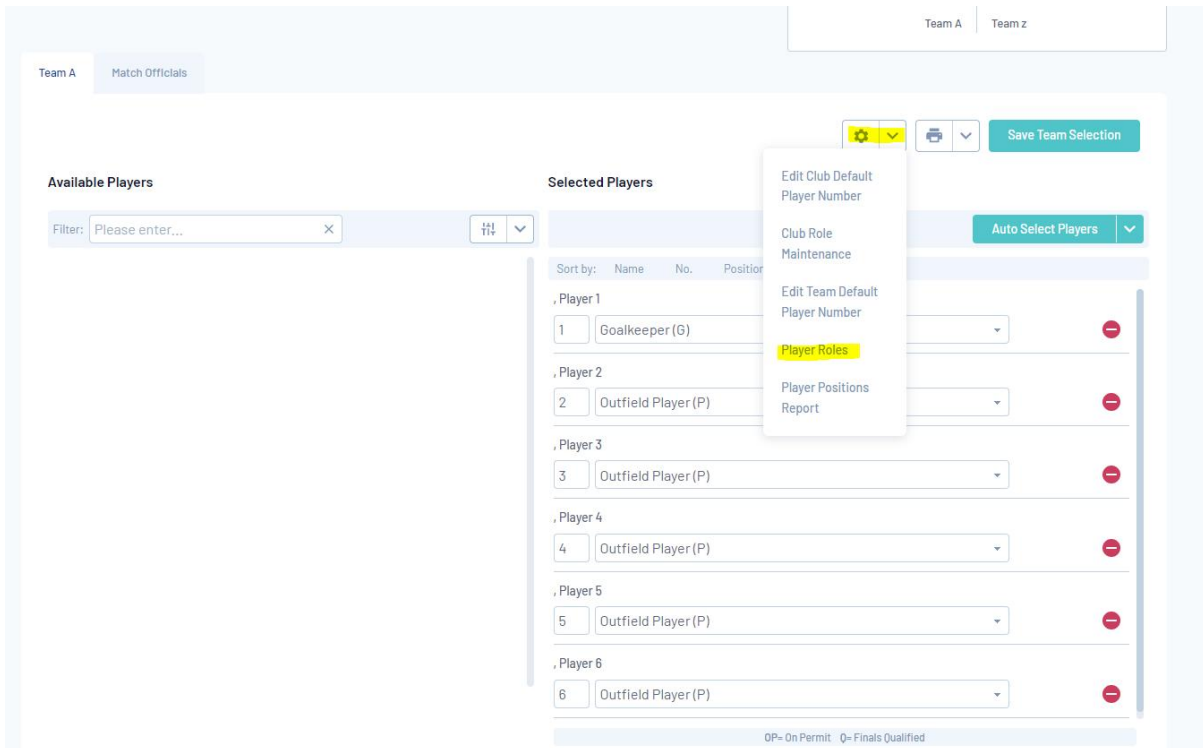 Team A Team z
Team A Match Officials
Save Team Selection
Available Players
Selected Players
Edit Club Default
Player Number
Club Role
Maintenance
Edit Team Default
Player Number
Player Roles
Player Positions
Report
Filter: Please enter...
Auto Select Players
Sort by: Name No. Position
, Player 1
1 Goalkeeper (G)
, Player 2
2 Outfield Player (P)
, Player 3
3 Outfield Player (P)
, Player 4
4 Outfield Player (P)
, Player 5
5 Outfield Player (P)
, Player 6
6 Outfield Player (P)
OP= On Permit Q= Finals Qualified